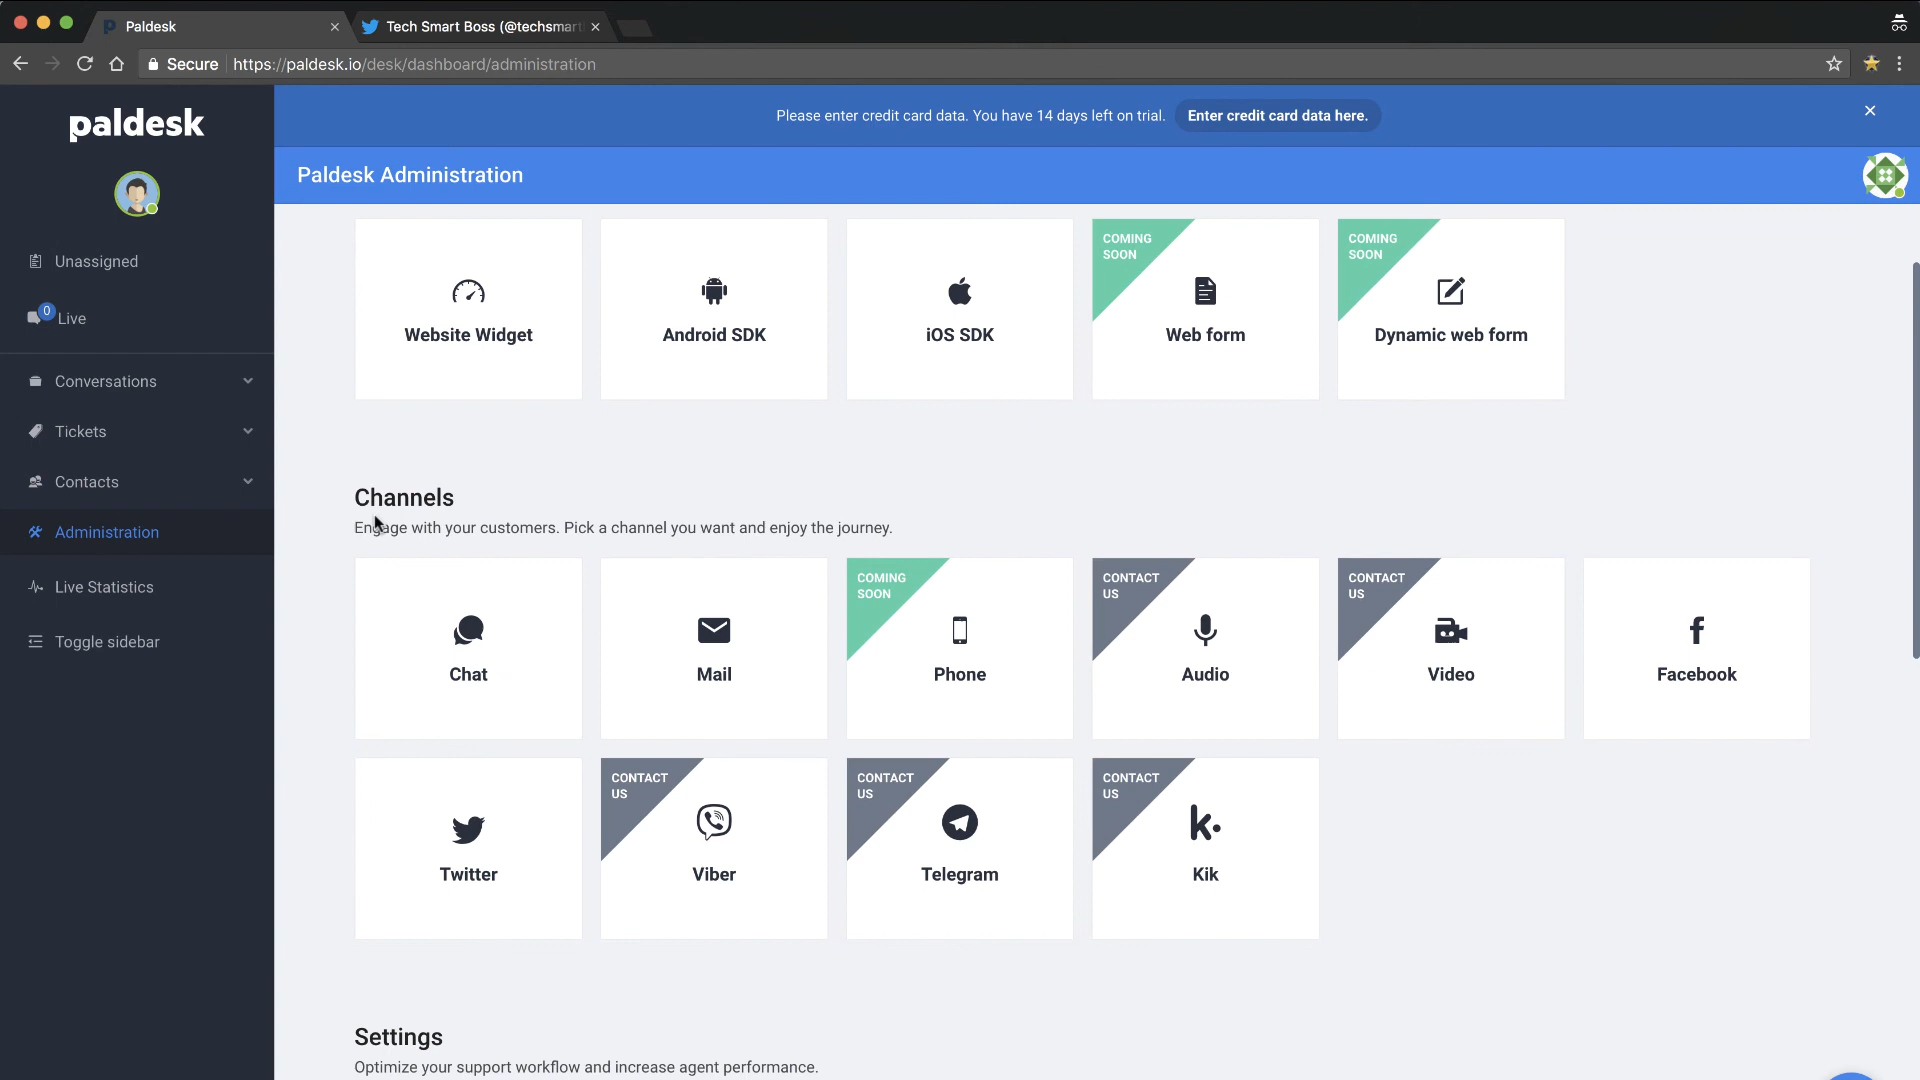 Paldesk
Tech Smart Boss (@techsmart
Secure
https://paldesk.io/desk/dashboard/administration
paldesk
Please enter credit card data. You have 14 days left on trial.
Enter credit card data here.
Paldesk Administration
Unassigned
0
Live
Conversations
Tickets
Contacts
Administration
Live Statistics
Toggle sidebar
Website Widget
Android SDK
iOS SDK
COMING
SOON
Web form
COMING
SOON
Dynamic web form
Channels
Engage with your customers. Pick a channel you want and enjoy the journey.
Chat
Mail
COMING
SOON
Phone
CONTACT
US
Audio
CONTACT
US
Video
Facebook
Twitter
CONTACT
US
Viber
CONTACT
US
Telegram
CONTACT
US
Kik
Settings
Optimize your support workflow and increase agent performance.